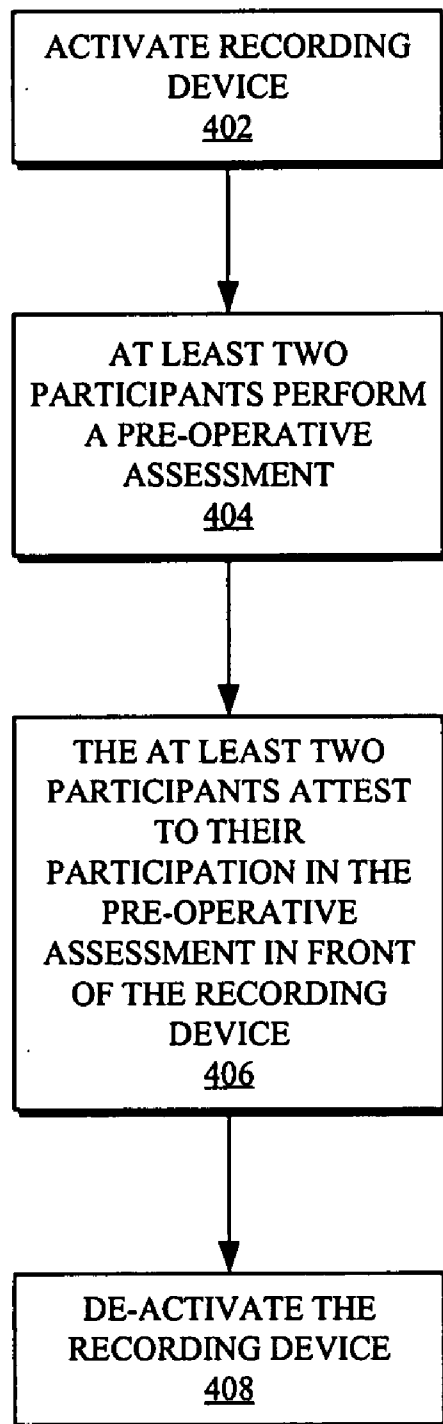 ACTIVATE RECORDING
DEVICE
402
AT LEAST TWO
PARTICIPANTS PERFORM
A PRE-OPERATIVE
ASSESSMENT
404
THE AT LEAST TWO
PARTICIPANTS ATTEST
TO THEIR
PARTICIPATION IN THE
PRE-OPERATIVE
ASSESSMENT IN FRONT
OF THE RECORDING
DEVICE
406
DE-ACTIVATE THE
RECORDING DEVICE
408